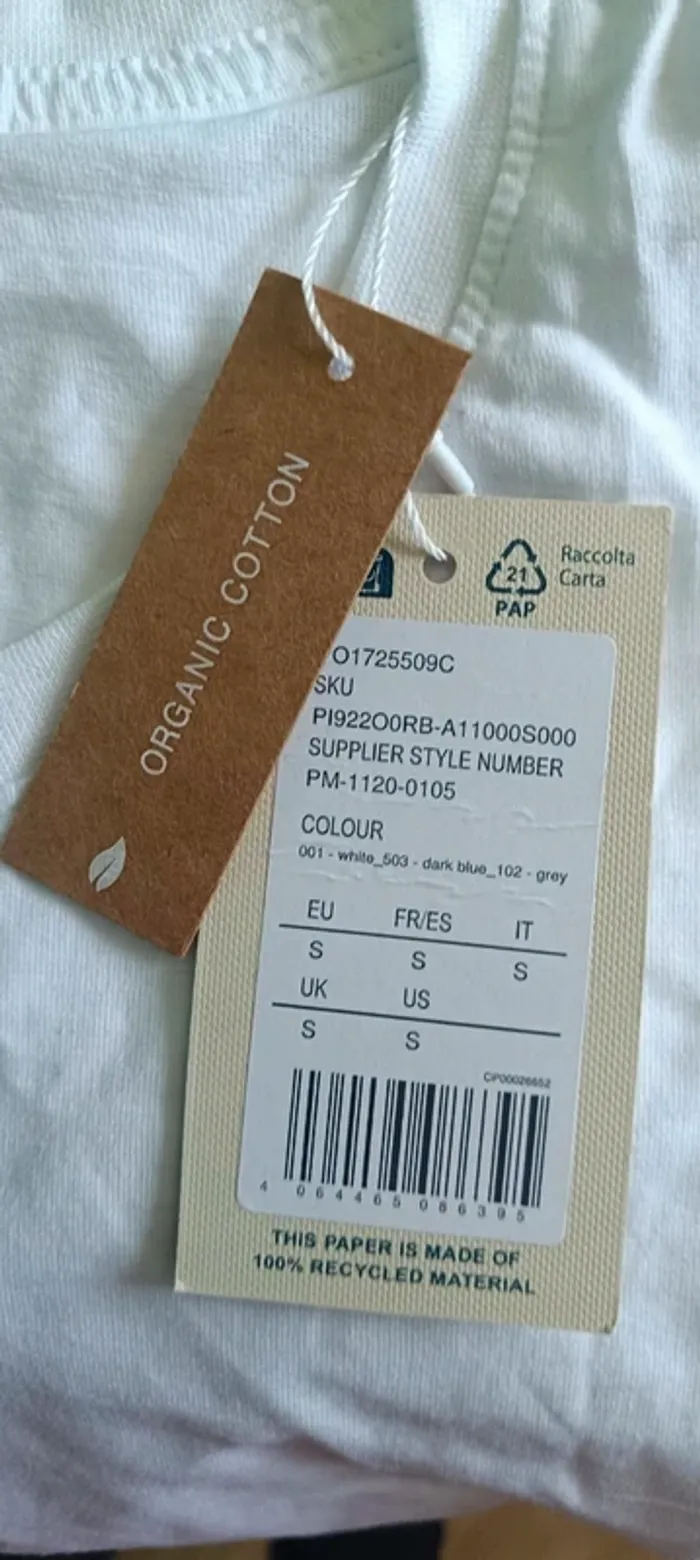 ORGANIC COTTON
21
PAP
Raccolta
Carta
O1725509C
SKU
PI922O0RB-A11000S000
SUPPLIER STYLE NUMBER
PM-1120-0105
COLOUR
001 - white_503 - dark blue_102 - grey
EU FR/ES IT
S S S
UK US
S S
CP00026652
4 064465 086395
THIS PAPER IS MADE OF
100% RECYCLED MATERIAL